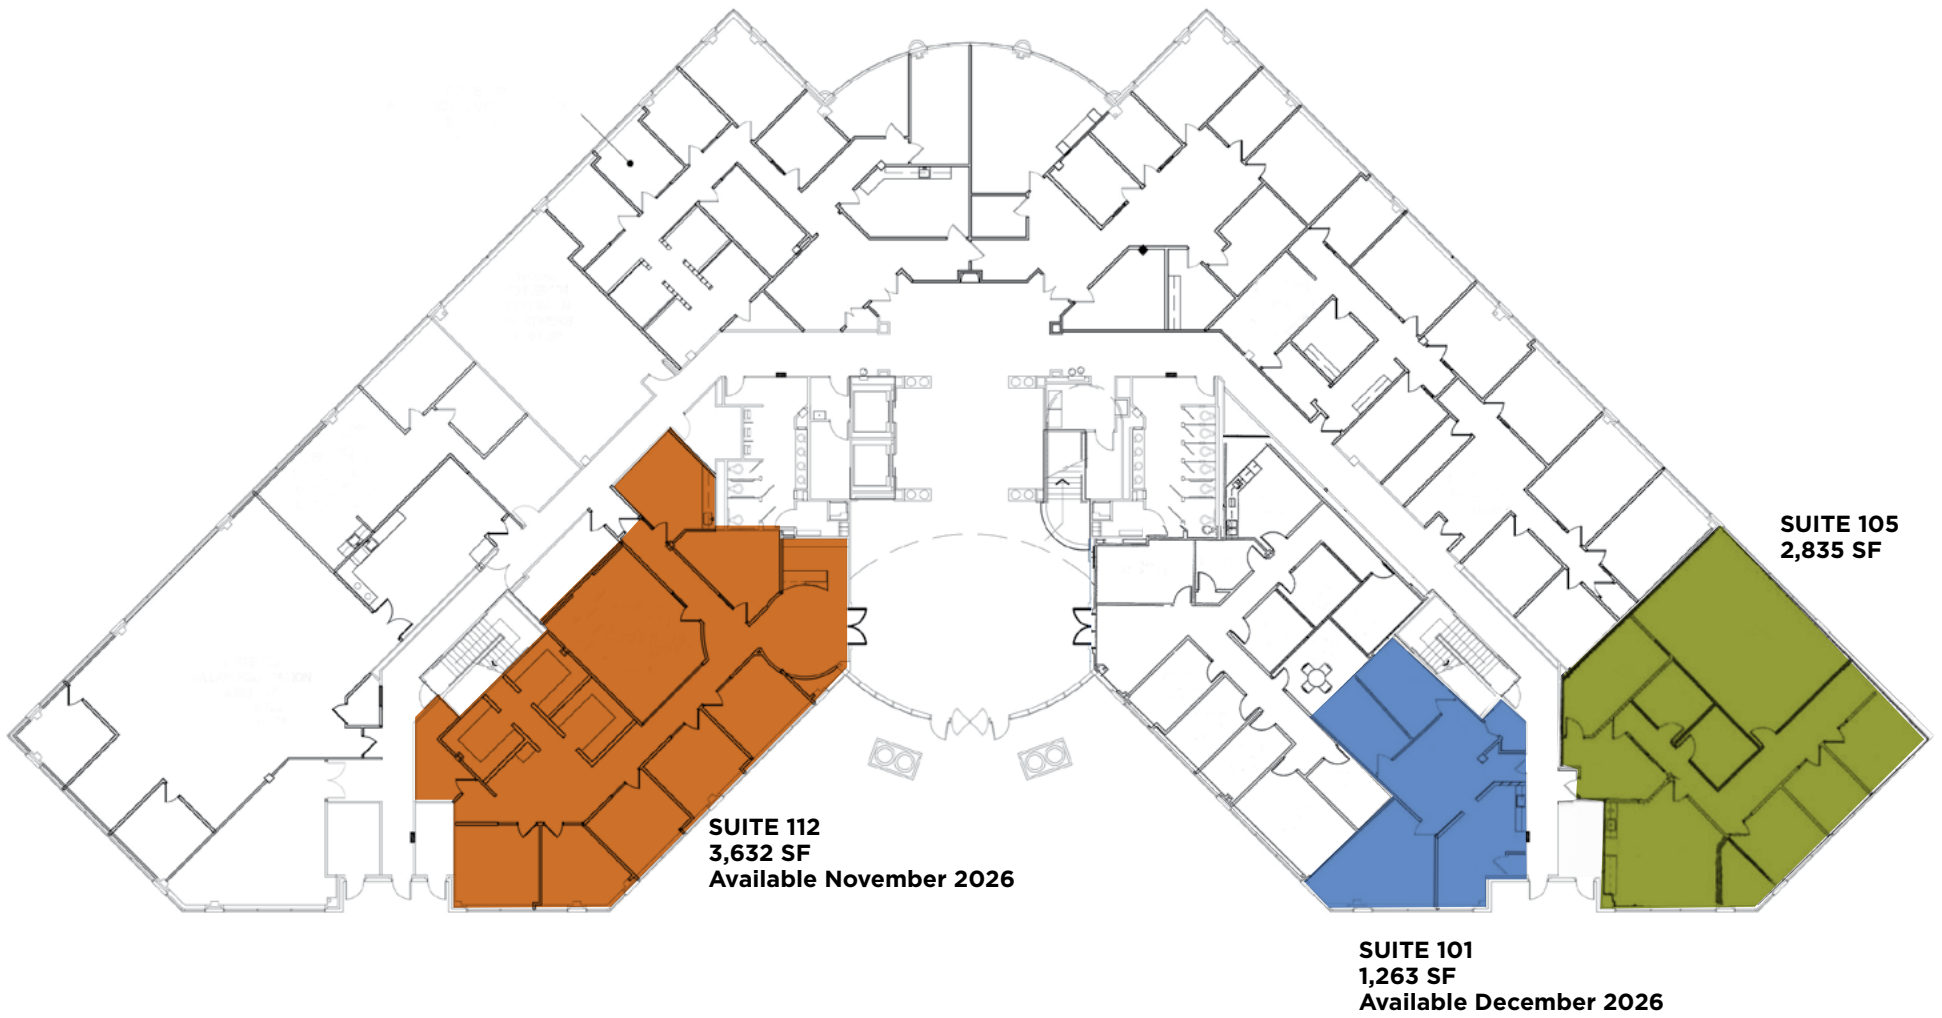 SUITE 105
2,835 SF
SUITE 112
3,632 SF
Available November 2026
SUITE 101
1,263 SF
Available December 2026